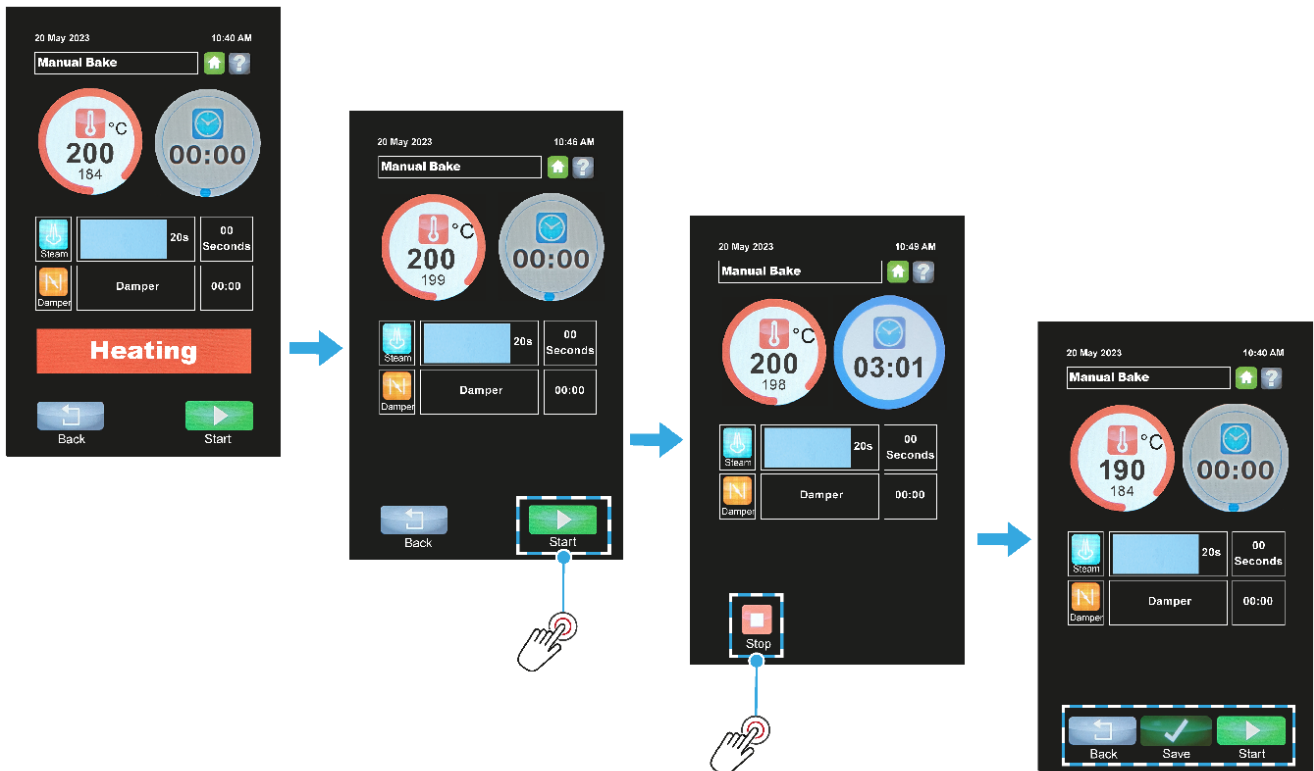 20 May 2023 10:40 AM
Manual Bake ?
°C
200 00:00
184
Steam 20s 00 Seconds
Damper Damper 00:00
Heating
Back Start
20 May 2023 10:46 AM
Manual Bake ?
°C
200 00:00
199
Steam 20s 00 Seconds
Damper Damper 00:00
Back Start
20 May 2023 10:49 AM
Manual Bake ?
°C
200 03:01
198
Steam 20s 00 Seconds
Damper Damper 00:00
Stop
20 May 2023 10:40 AM
Manual Bake ?
°C
190 00:00
184
Steam 20s 00 Seconds
Damper Damper 00:00
Back Save Start